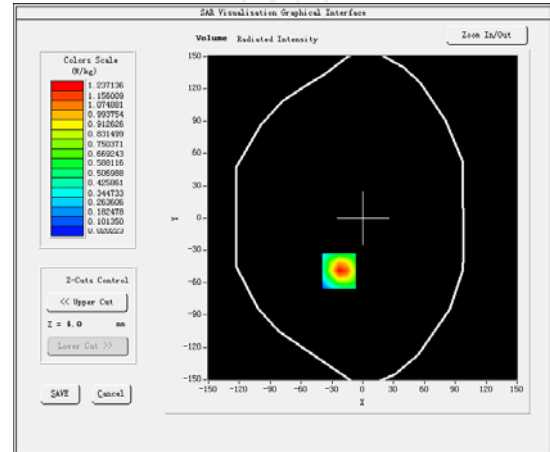 SAR Visualisation Graphical Interface
Volume Radiated Intensity
Zoom In/Out
Colors Scale
(W/kg)
1.237136
1.156009
1.074881
0.993754
0.912626
0.831499
0.750371
0.669243
0.588116
0.506988
0.425861
0.344733
0.263606
0.182478
0.101350
0.020223
150
120
90
60
30
0
-30
-60
-90
-120
-150
Y
-150 -120 -90 -60 -30 0 30 60 90 120 150
X
Z-Cuts Control
<< Upper Cut
Z = 4.0 mm
Lower Cut >>
SAVE Cancel